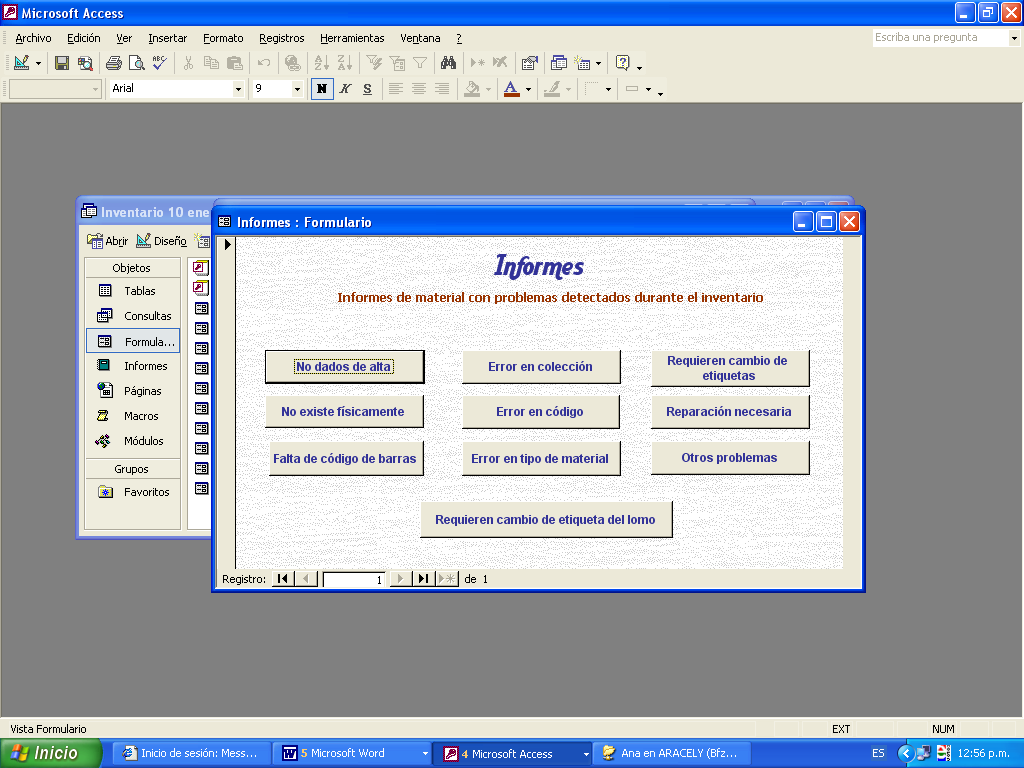 Microsoft Access
Archivo Edición Ver Insertar Formato Registros Herramientas Ventana ?
Escriba una pregunta
ABC
Arial 9 N K S
Inventario 10 ene
Abrir Diseño
Objetos
Tablas
Consultas
Formula...
Informes
Páginas
Macros
Módulos
Grupos
Favoritos
Informes : Formulario
Informes
Informes de material con problemas detectados durante el inventario
No dados de alta
Error en colección
Requieren cambio de
etiquetas
No existe físicamente
Error en código
Reparación necesaria
Falta de código de barras
Error en tipo de material
Otros problemas
Requieren cambio de etiqueta del lomo
Registro: 1 de 1
Vista Formulario
EXT NUM
Inicio
Inicio de sesión: Mess...
5 Microsoft Word
4 Microsoft Access
Ana en ARACELY (Bfz...
ES
12:56 p.m.